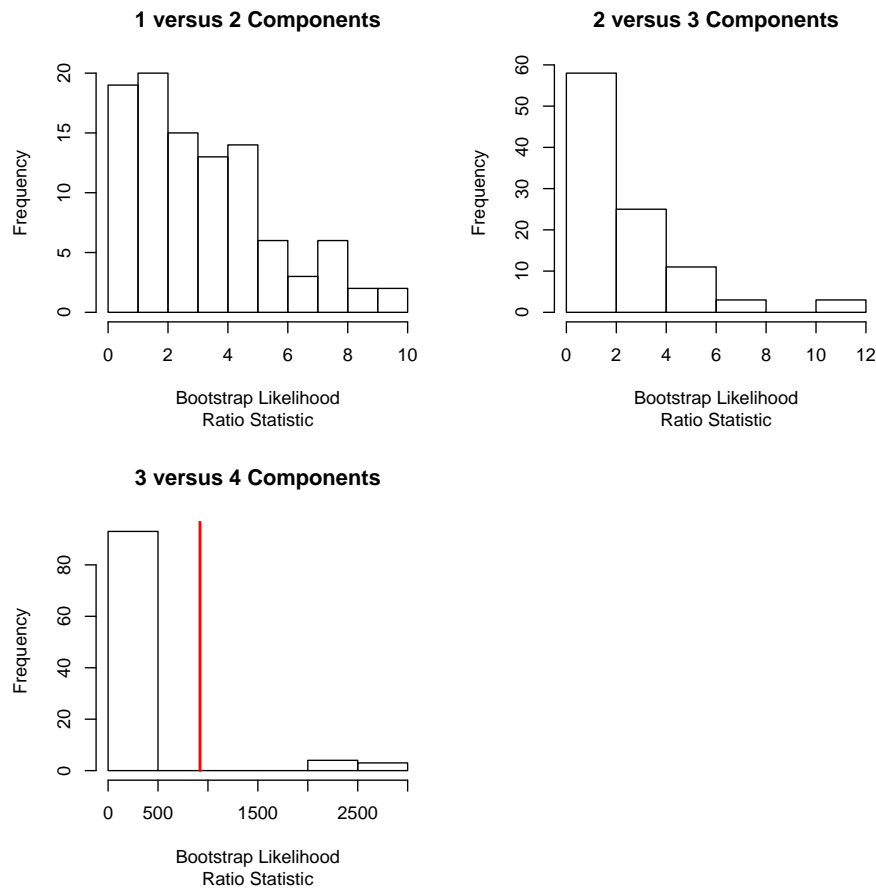 1 versus 2 Components
20
15
10
5
0
Frequency
0 2 4 6 8 10
Bootstrap Likelihood
Ratio Statistic
2 versus 3 Components
60
50
40
30
20
10
0
Frequency
0 2 4 6 8 10 12
Bootstrap Likelihood
Ratio Statistic
3 versus 4 Components
80
60
40
20
0
Frequency
0 500 1500 2500
Bootstrap Likelihood
Ratio Statistic